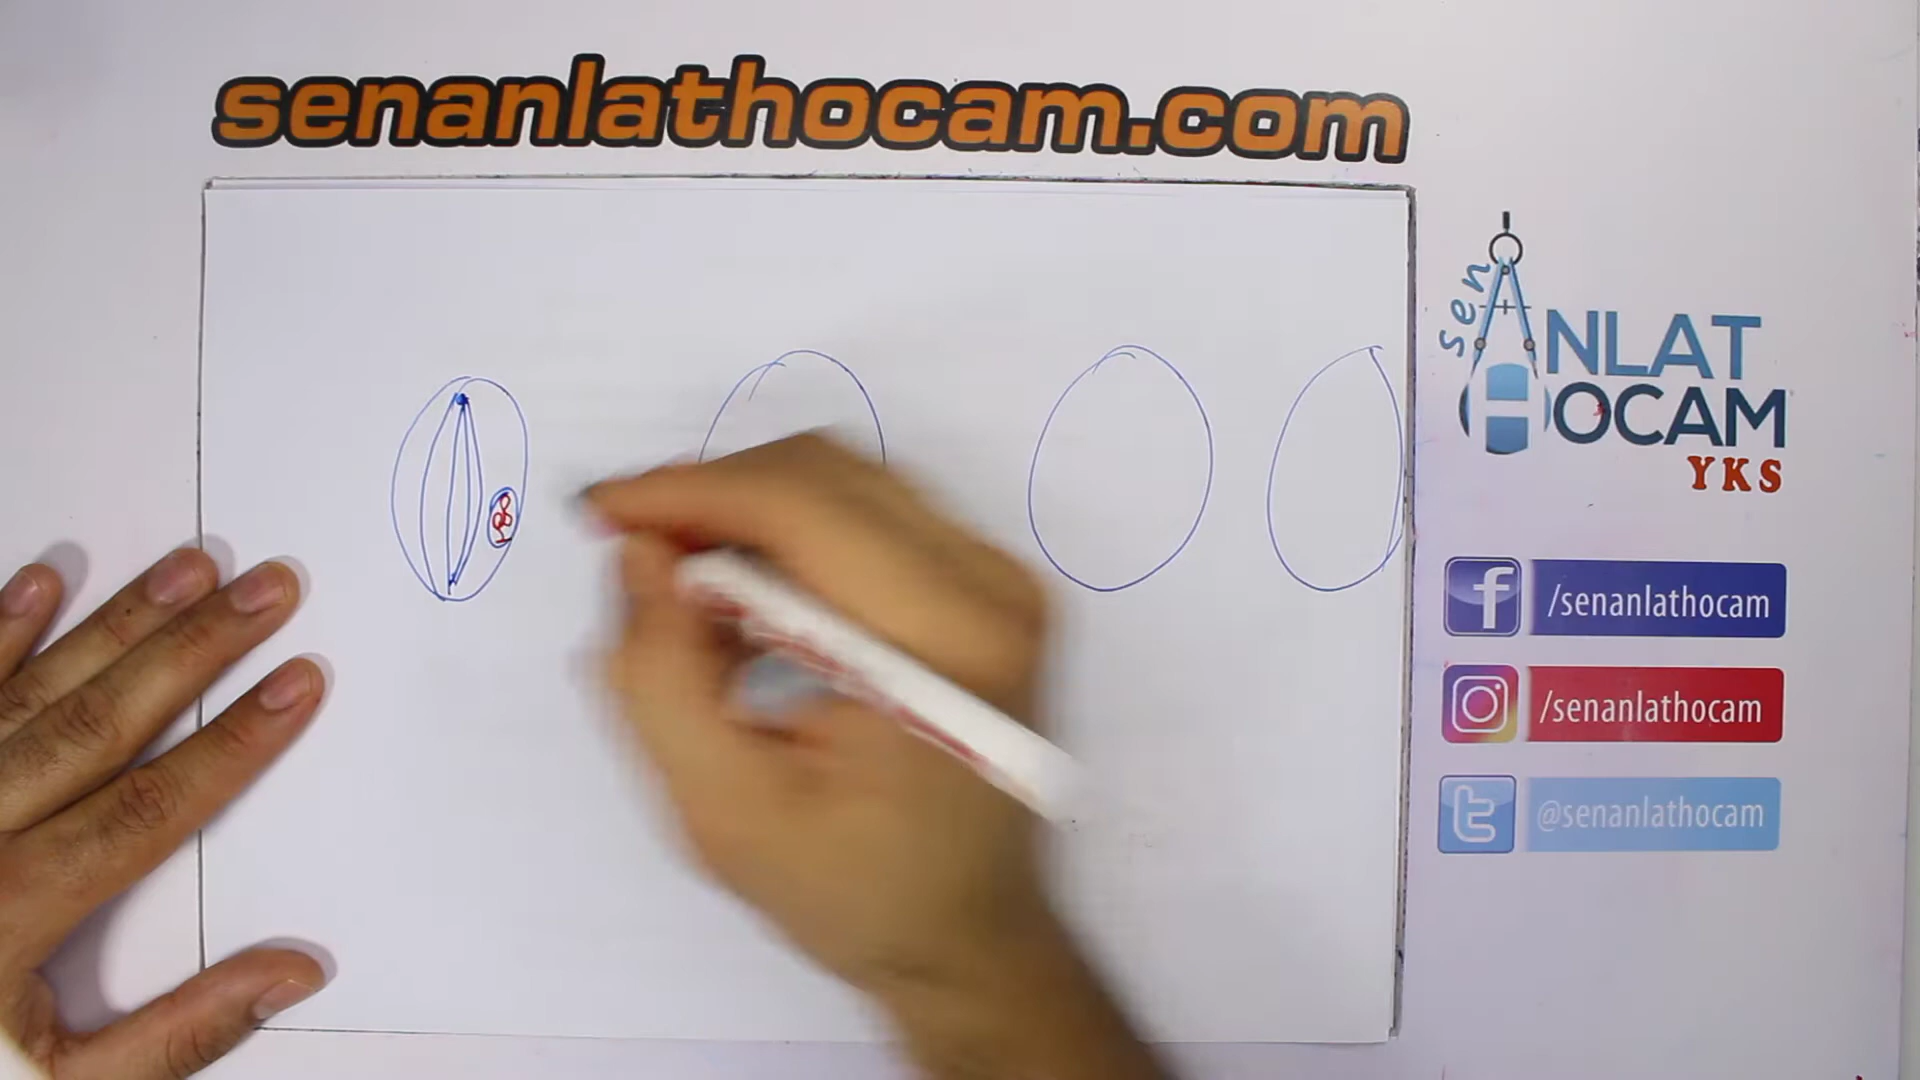 senanlathocam.com
sen
ANLAT
HOCAM
YKS
/senanlathocam
/senanlathocam
@senanlathocam